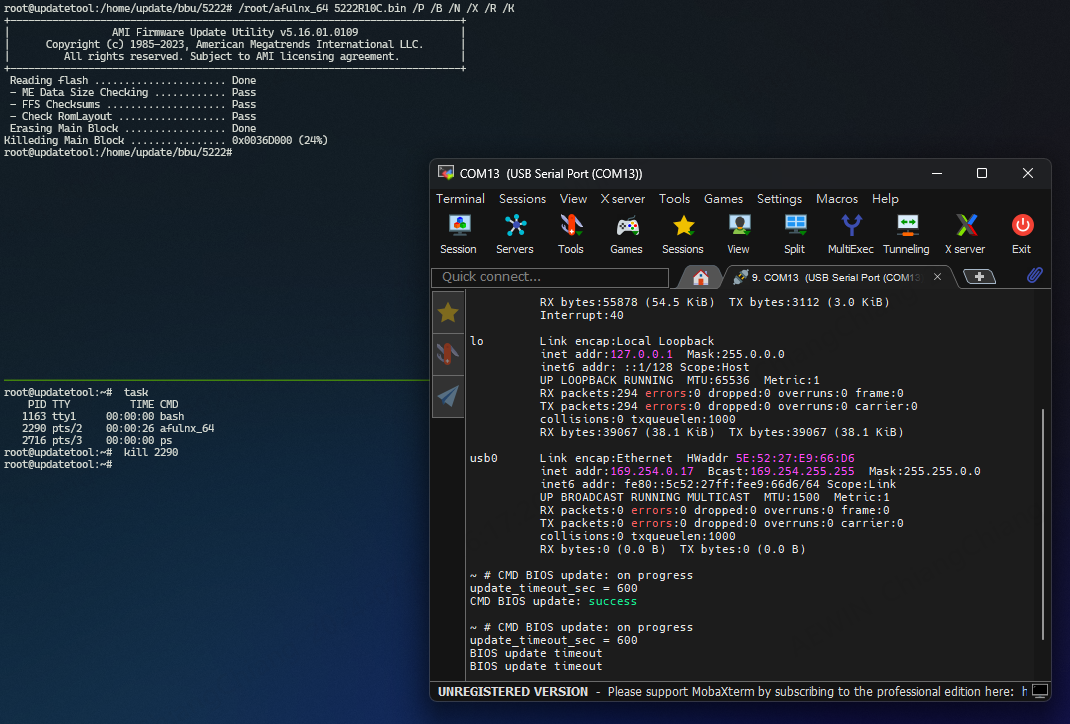 root@updatetool:/home/update/bbu/5222# /root/afulnx_64 5222R10C.bin /P /B /N /X /R /K
+---------------------------------------------------------------------------+
| AMI Firmware Update Utility v5.16.01.0109 |
| Copyright (c) 1985-2023, American Megatrends International LLC. |
| All rights reserved. Subject to AMI licensing agreement. |
+---------------------------------------------------------------------------+
Reading flash ...................... Done
- ME Data Size Checking ............ Pass
- FFS Checksums .................... Pass
- Check RomLayout .................. Pass
Erasing Main Block ................. Done
Killeding Main Block ................ 0x0036D000 (24%)
root@updatetool:/home/update/bbu/5222#
root@updatetool:~# task
PID TTY TIME CMD
1163 tty1 00:00:00 bash
2290 pts/2 00:00:26 afulnx_64
2716 pts/3 00:00:00 ps
root@updatetool:~# kill 2290
root@updatetool:~#
COM13 (USB Serial Port (COM13))
Terminal Sessions View X server Tools Games Settings Macros Help
Session Servers Tools Games Sessions View Split MultiExec Tunneling X server Exit
Quick connect... 9. COM13 (USB Serial Port (COM13
RX bytes:55878 (54.5 KiB) TX bytes:3112 (3.0 KiB)
Interrupt:40
lo Link encap:Local Loopback
inet addr:127.0.0.1 Mask:255.0.0.0
inet6 addr: ::1/128 Scope:Host
UP LOOPBACK RUNNING MTU:65536 Metric:1
RX packets:294 errors:0 dropped:0 overruns:0 frame:0
TX packets:294 errors:0 dropped:0 overruns:0 carrier:0
collisions:0 txqueuelen:1000
RX bytes:39067 (38.1 KiB) TX bytes:39067 (38.1 KiB)
usb0 Link encap:Ethernet HWaddr 5E:52:27:E9:66:D6
inet addr:169.254.0.17 Bcast:169.254.255.255 Mask:255.255.0.0
inet6 addr: fe80::5c52:27ff:fee9:66d6/64 Scope:Link
UP BROADCAST RUNNING MULTICAST MTU:1500 Metric:1
RX packets:0 errors:0 dropped:0 overruns:0 frame:0
TX packets:0 errors:0 dropped:0 overruns:0 carrier:0
collisions:0 txqueuelen:1000
RX bytes:0 (0.0 B) TX bytes:0 (0.0 B)
~ # CMD BIOS update: on progress
update_timeout_sec = 600
CMD BIOS update: success
~ # CMD BIOS update: on progress
update_timeout_sec = 600
BIOS update timeout
BIOS update timeout
UNREGISTERED VERSION - Please support MobaXterm by subscribing to the professional edition here: h